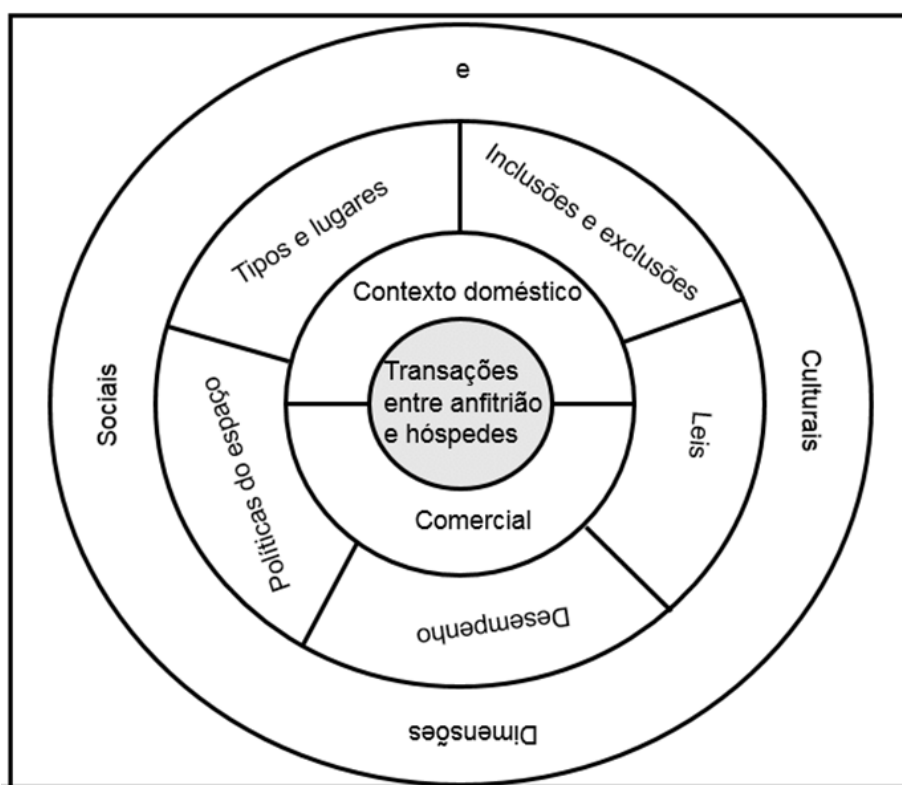 e
Inclusões e exclusões
Tipos e lugares
Contexto doméstico
Transações
entre anfitrião
e hóspedes
Sociais
Culturais
Políticas do espaço
Leis
Comercial
Desempenho
Dimensões